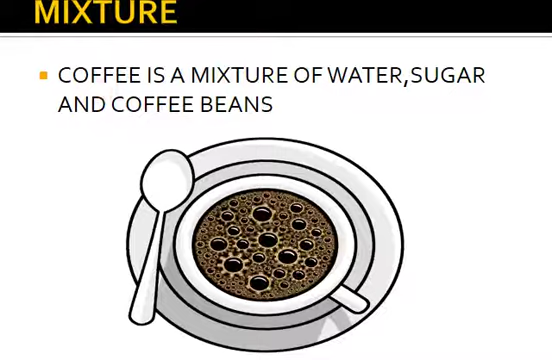 MIXTURE
COFFEE IS A MIXTURE OF WATER,SUGAR
AND COFFEE BEANS